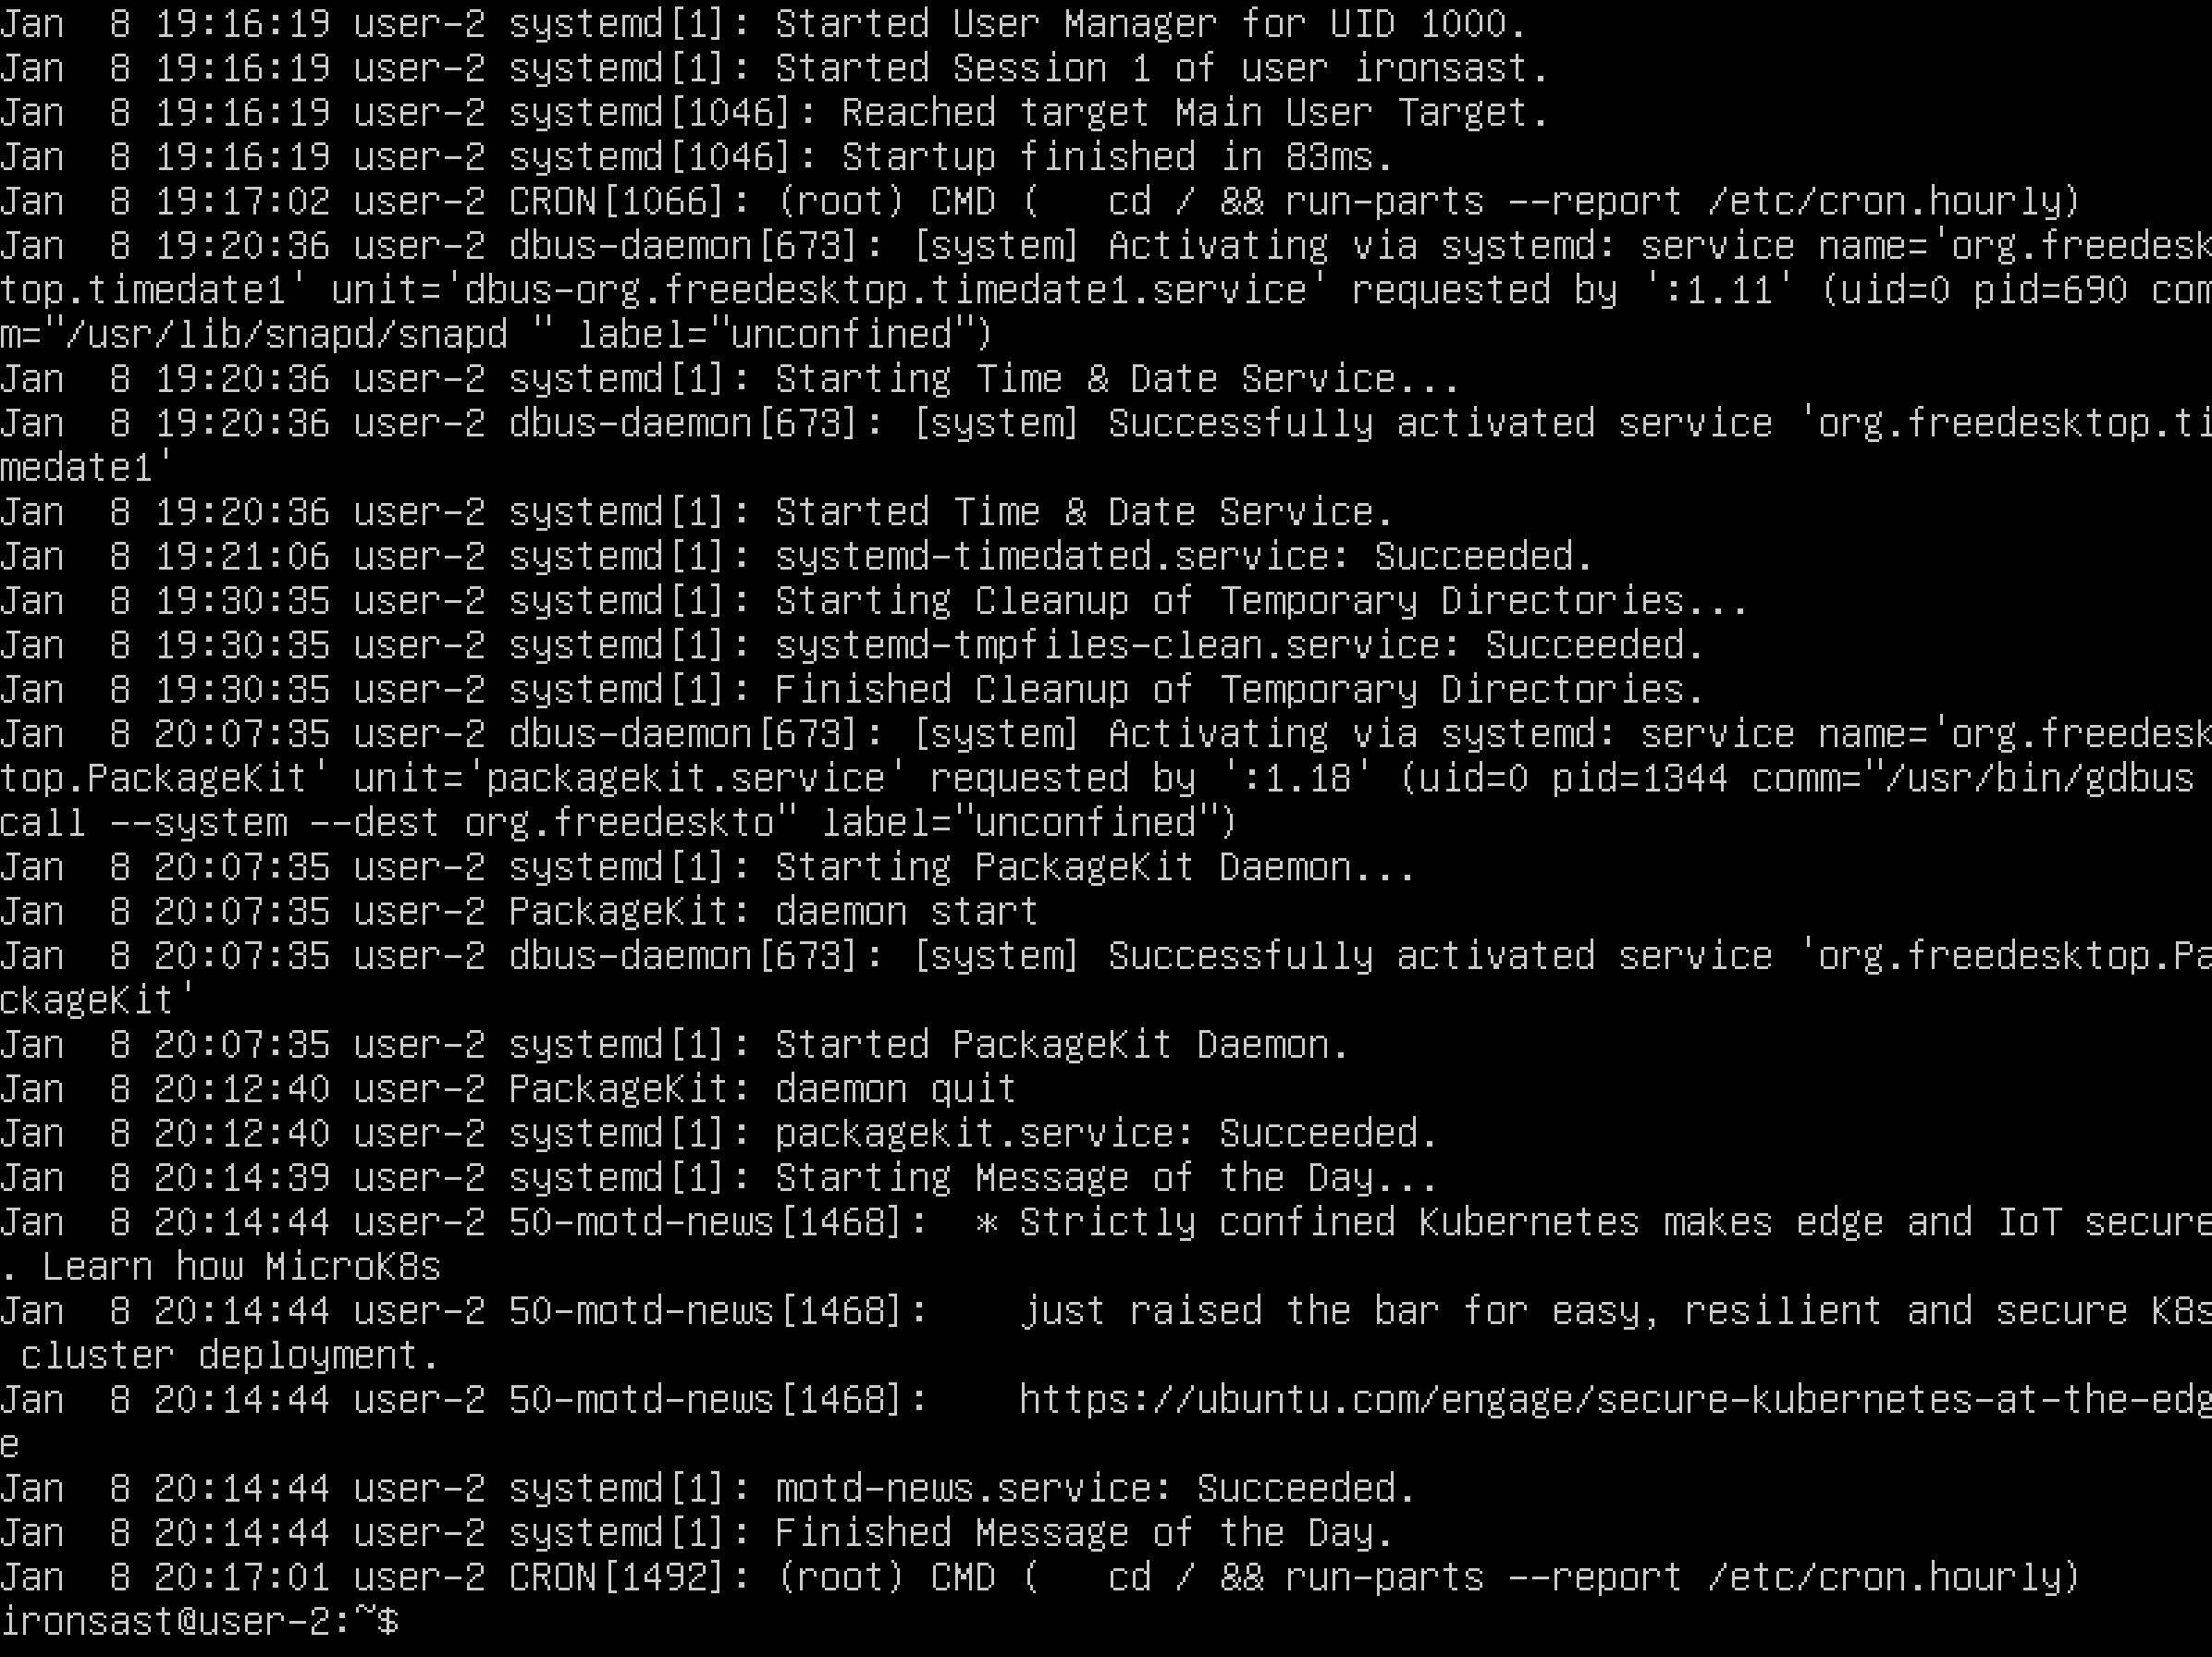 Jan  8 19:16:19 user-2 systemd[1]: Started User Manager for UID 1000.
Jan  8 19:16:19 user-2 systemd[1]: Started Session 1 of user ironsast.
Jan  8 19:16:19 user-2 systemd[1046]: Reached target Main User Target.
Jan  8 19:16:19 user-2 systemd[1046]: Startup finished in 83ms.
Jan  8 19:17:02 user-2 CRON[1066]: (root) CMD (   cd / && run-parts --report /etc/cron.hourly)
Jan  8 19:20:36 user-2 dbus-daemon[673]: [system] Activating via systemd: service name='org.freedesk
top.timedate1' unit='dbus-org.freedesktop.timedate1.service' requested by ':1.11' (uid=0 pid=690 com
m="/usr/lib/snapd/snapd " label="unconfined")
Jan  8 19:20:36 user-2 systemd[1]: Starting Time & Date Service...
Jan  8 19:20:36 user-2 dbus-daemon[673]: [system] Successfully activated service 'org.freedesktop.ti
medate1'
Jan  8 19:20:36 user-2 systemd[1]: Started Time & Date Service.
Jan  8 19:21:06 user-2 systemd[1]: systemd-timedated.service: Succeeded.
Jan  8 19:30:35 user-2 systemd[1]: Starting Cleanup of Temporary Directories...
Jan  8 19:30:35 user-2 systemd[1]: systemd-tmpfiles-clean.service: Succeeded.
Jan  8 19:30:35 user-2 systemd[1]: Finished Cleanup of Temporary Directories.
Jan  8 20:07:35 user-2 dbus-daemon[673]: [system] Activating via systemd: service name='org.freedesk
top.PackageKit' unit='packagekit.service' requested by ':1.18' (uid=0 pid=1344 comm="/usr/bin/gdbus
call --system --dest org.freedeskto" label="unconfined")
Jan  8 20:07:35 user-2 systemd[1]: Starting PackageKit Daemon...
Jan  8 20:07:35 user-2 PackageKit: daemon start
Jan  8 20:07:35 user-2 dbus-daemon[673]: [system] Successfully activated service 'org.freedesktop.Pa
ckageKit'
Jan  8 20:07:35 user-2 systemd[1]: Started PackageKit Daemon.
Jan  8 20:12:40 user-2 PackageKit: daemon quit
Jan  8 20:12:40 user-2 systemd[1]: packagekit.service: Succeeded.
Jan  8 20:14:39 user-2 systemd[1]: Starting Message of the Day...
Jan  8 20:14:44 user-2 50-motd-news[1468]:  * Strictly confined Kubernetes makes edge and IoT secure
. Learn how MicroK8s
Jan  8 20:14:44 user-2 50-motd-news[1468]:    just raised the bar for easy, resilient and secure K8s
 cluster deployment.
Jan  8 20:14:44 user-2 50-motd-news[1468]:    https://ubuntu.com/engage/secure-kubernetes-at-the-edg
e
Jan  8 20:14:44 user-2 systemd[1]: motd-news.service: Succeeded.
Jan  8 20:14:44 user-2 systemd[1]: Finished Message of the Day.
Jan  8 20:17:01 user-2 CRON[1492]: (root) CMD (   cd / && run-parts --report /etc/cron.hourly)
ironsast@user-2:~$